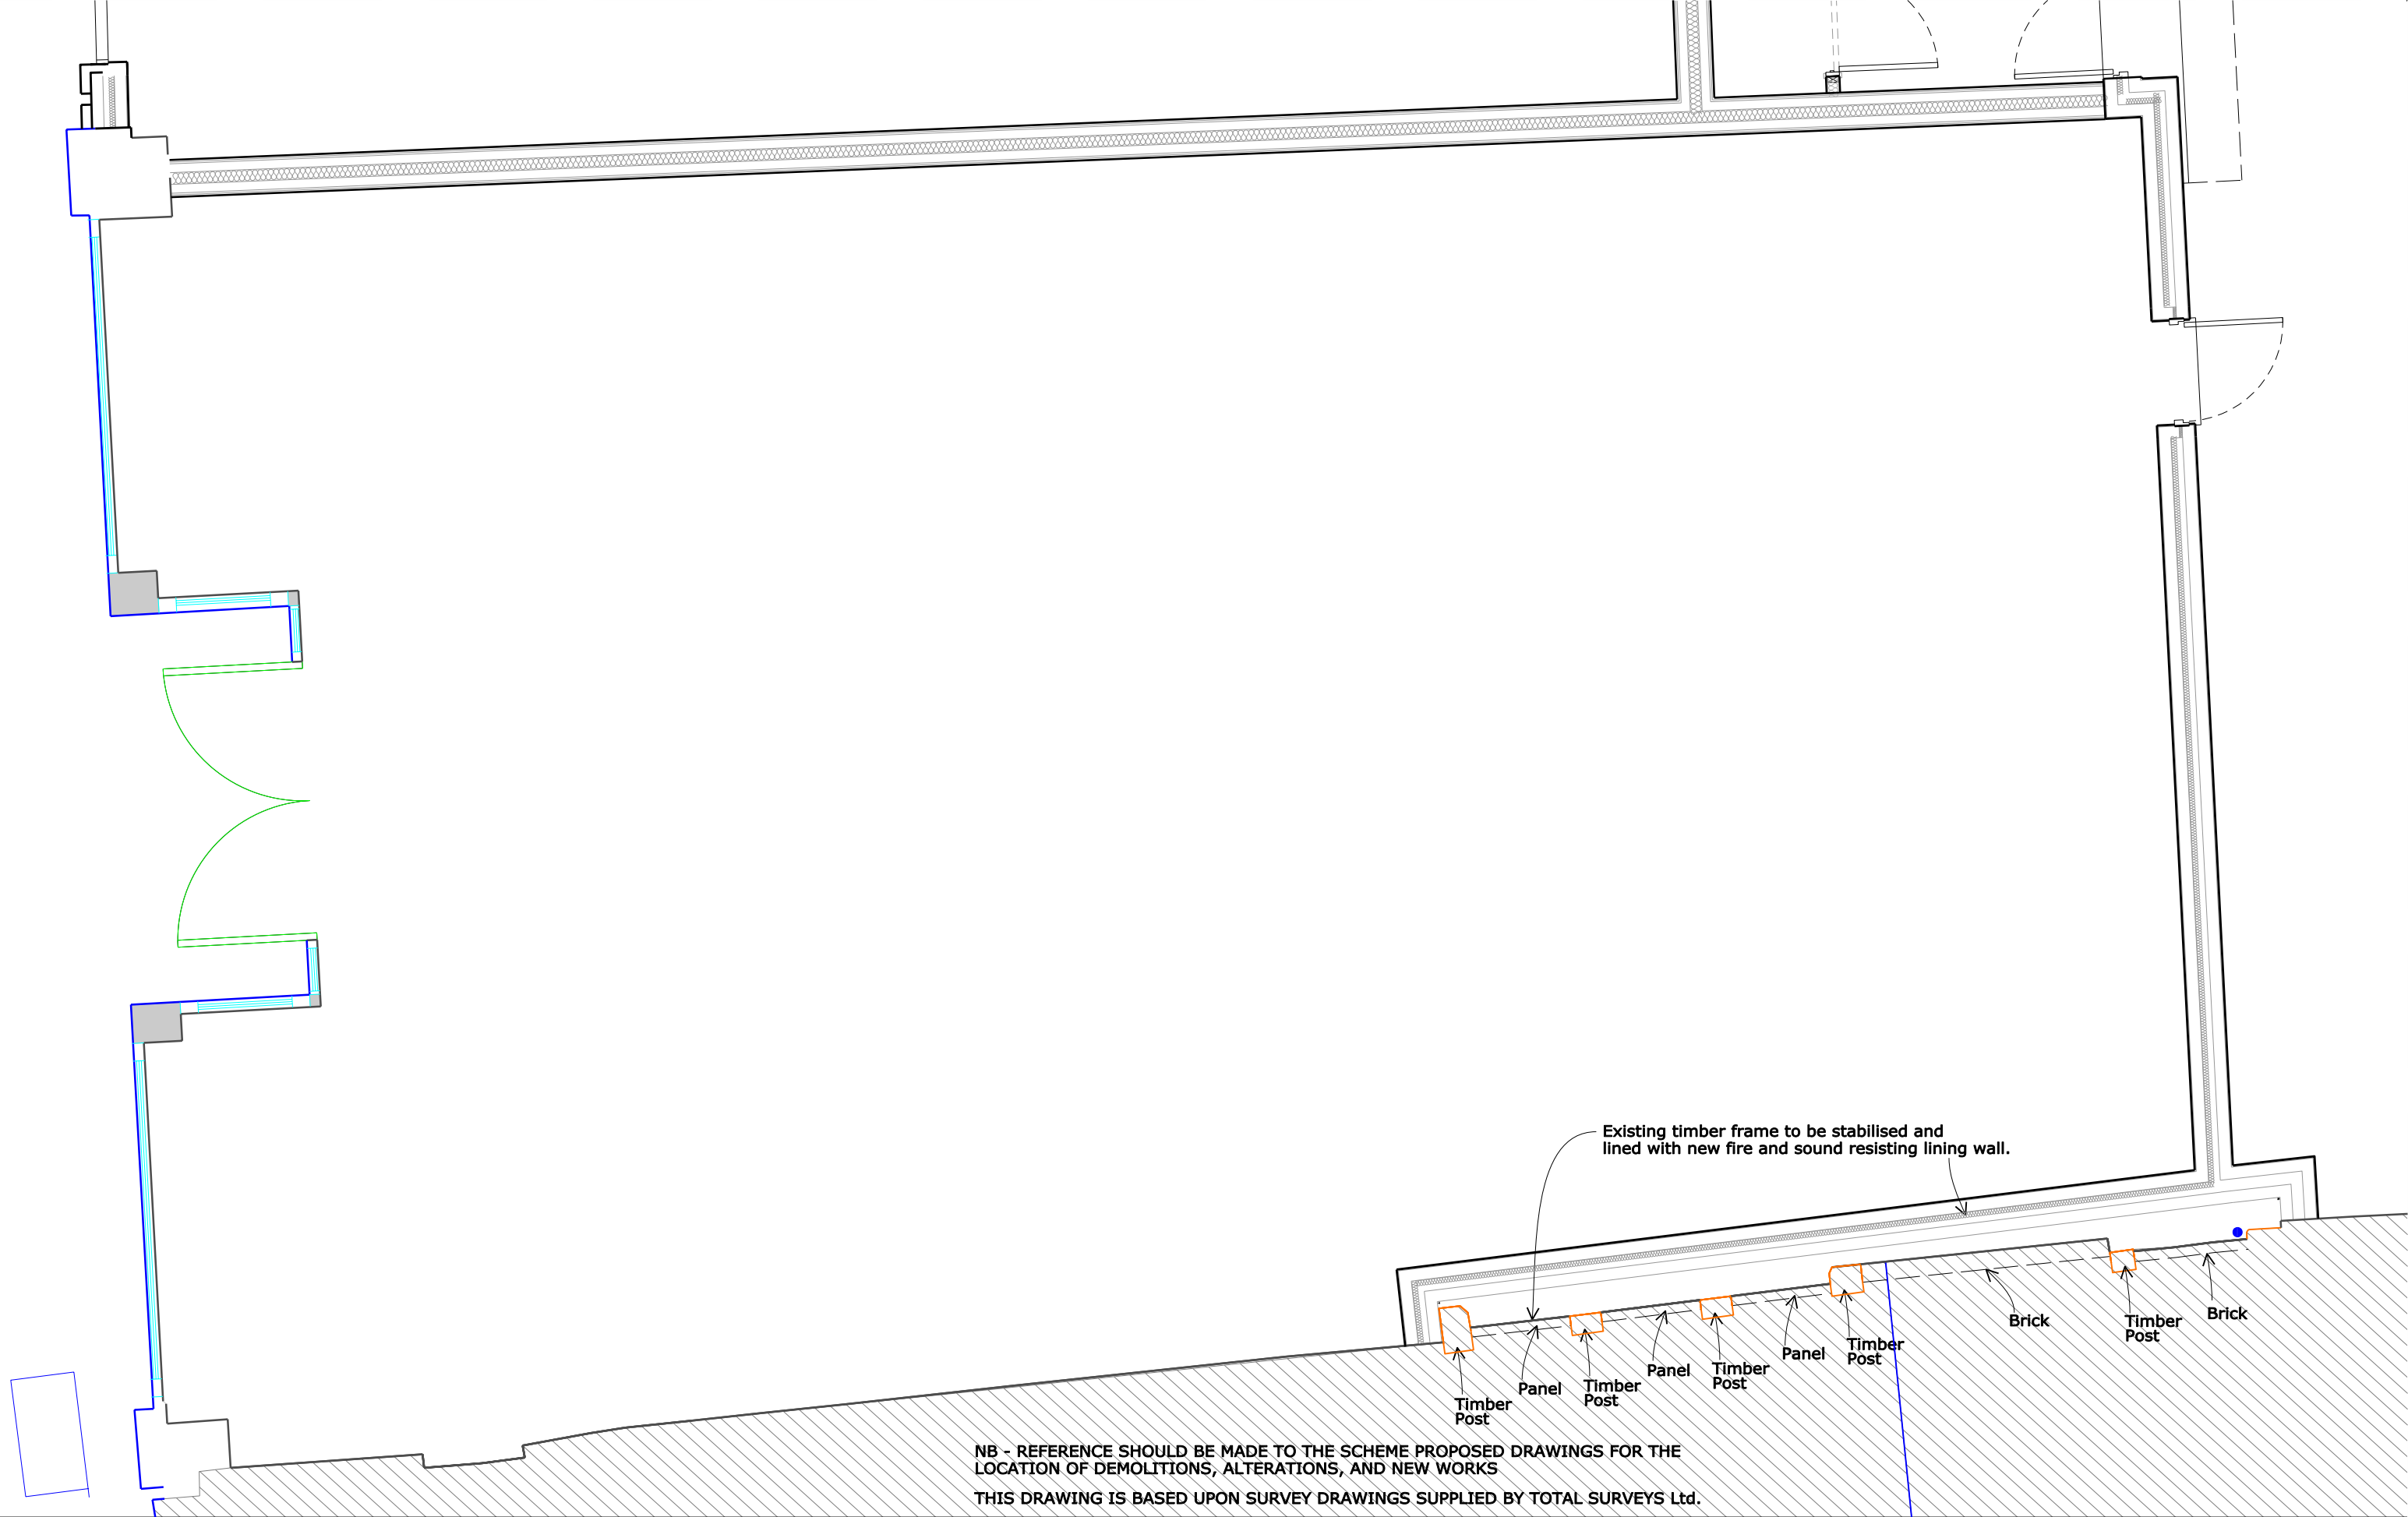 Existing timber frame to be stabilised and
lined with new fire and sound resisting lining wall.
Brick
Brick
Timber
Post
Timber
Post
Panel
Timber
Post
Panel
Timber
Post
Panel
Timber
Post
NB - REFERENCE SHOULD BE MADE TO THE SCHEME PROPOSED DRAWINGS FOR THE
LOCATION OF DEMOLITIONS, ALTERATIONS, AND NEW WORKS
THIS DRAWING IS BASED UPON SURVEY DRAWINGS SUPPLIED BY TOTAL SURVEYS Ltd.